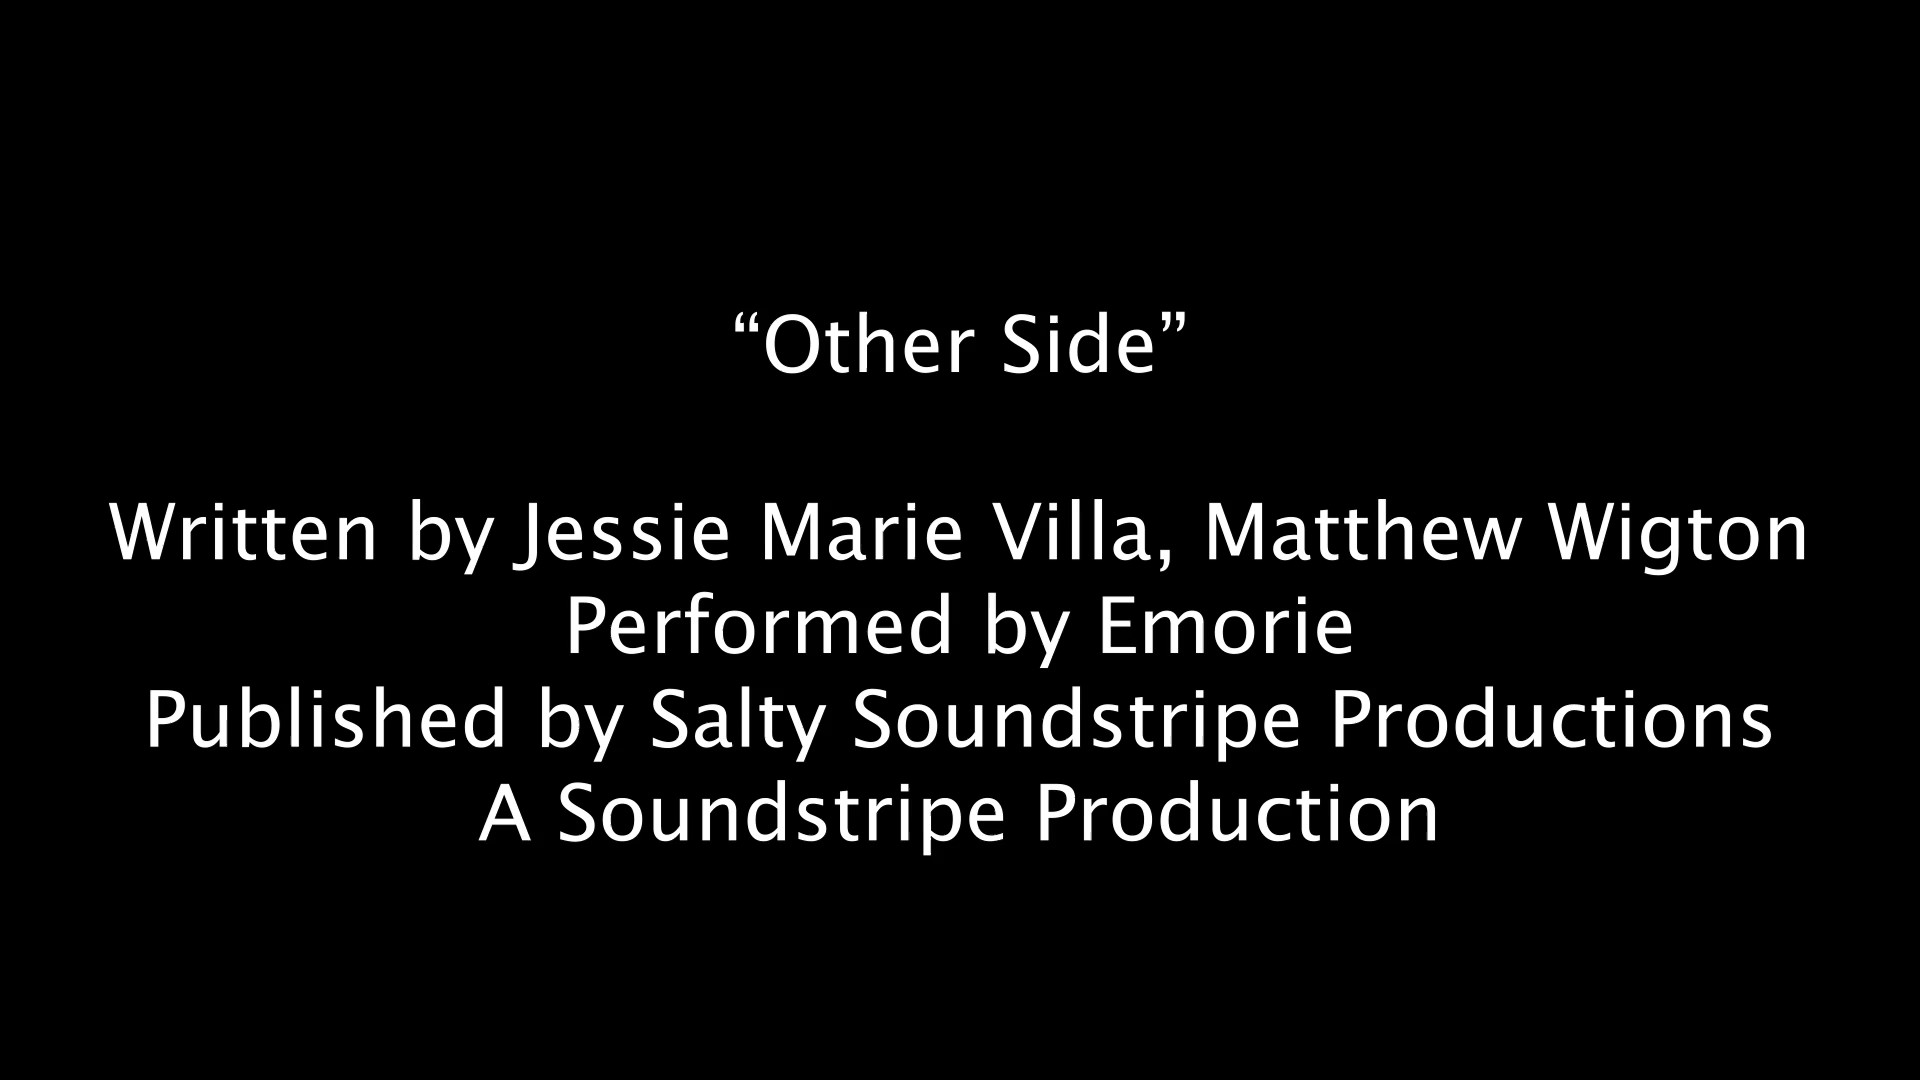 “Other Side”
Written by Jessie Marie Villa, Matthew Wigton
Performed by Emorie
Published by Salty Soundstripe Productions
A Soundstripe Production